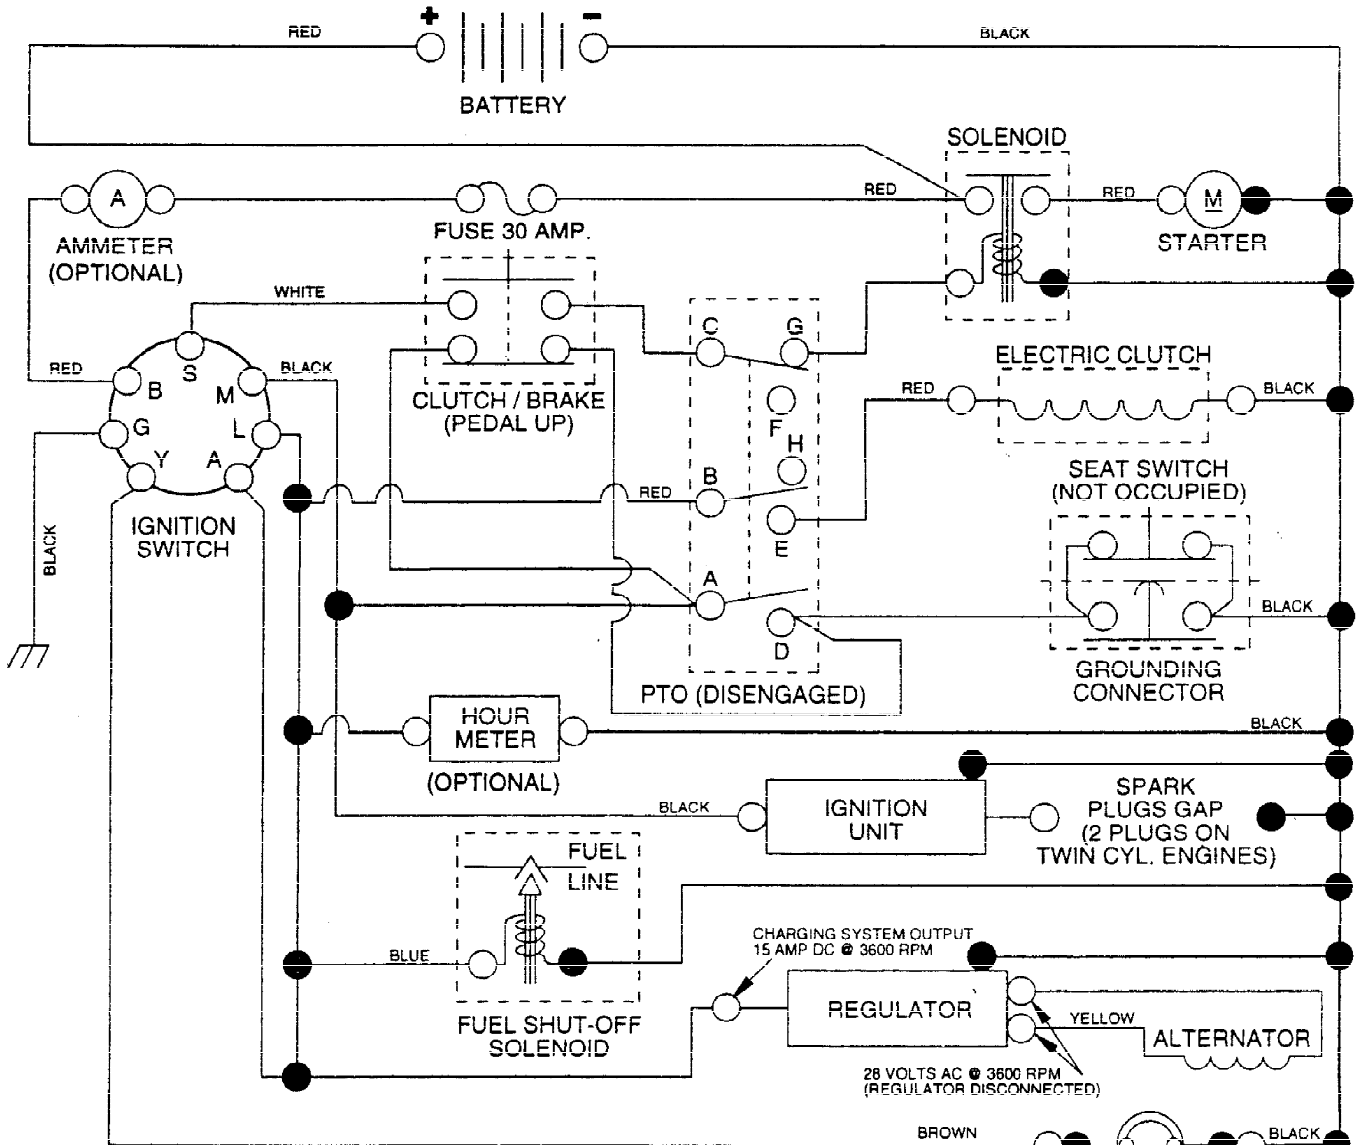 +
−
RED
BLACK
BATTERY
SOLENOID
A
RED
RED
M
AMMETER
(OPTIONAL)
FUSE 30 AMP.
STARTER
WHITE
RED
S
BLACK
B
M
G
L
Y
A
IGNITION
SWITCH
BLACK
CLUTCH / BRAKE
(PEDAL UP)
C
G
F
H
B
E
A
D
RED
PTO (DISENGAGED)
ELECTRIC CLUTCH
RED
BLACK
SEAT SWITCH
(NOT OCCUPIED)
BLACK
GROUNDING
CONNECTOR
HOUR
METER
(OPTIONAL)
BLACK
BLACK
IGNITION
UNIT
SPARK
PLUGS GAP
(2 PLUGS ON
TWIN CYL. ENGINES)
FUEL
LINE
BLUE
FUEL SHUT-OFF
SOLENOID
CHARGING SYSTEM OUTPUT
15 AMP DC @ 3600 RPM
REGULATOR
YELLOW
ALTERNATOR
28 VOLTS AC @ 3600 RPM
(REGULATOR DISCONNECTED)
BROWN
BLACK